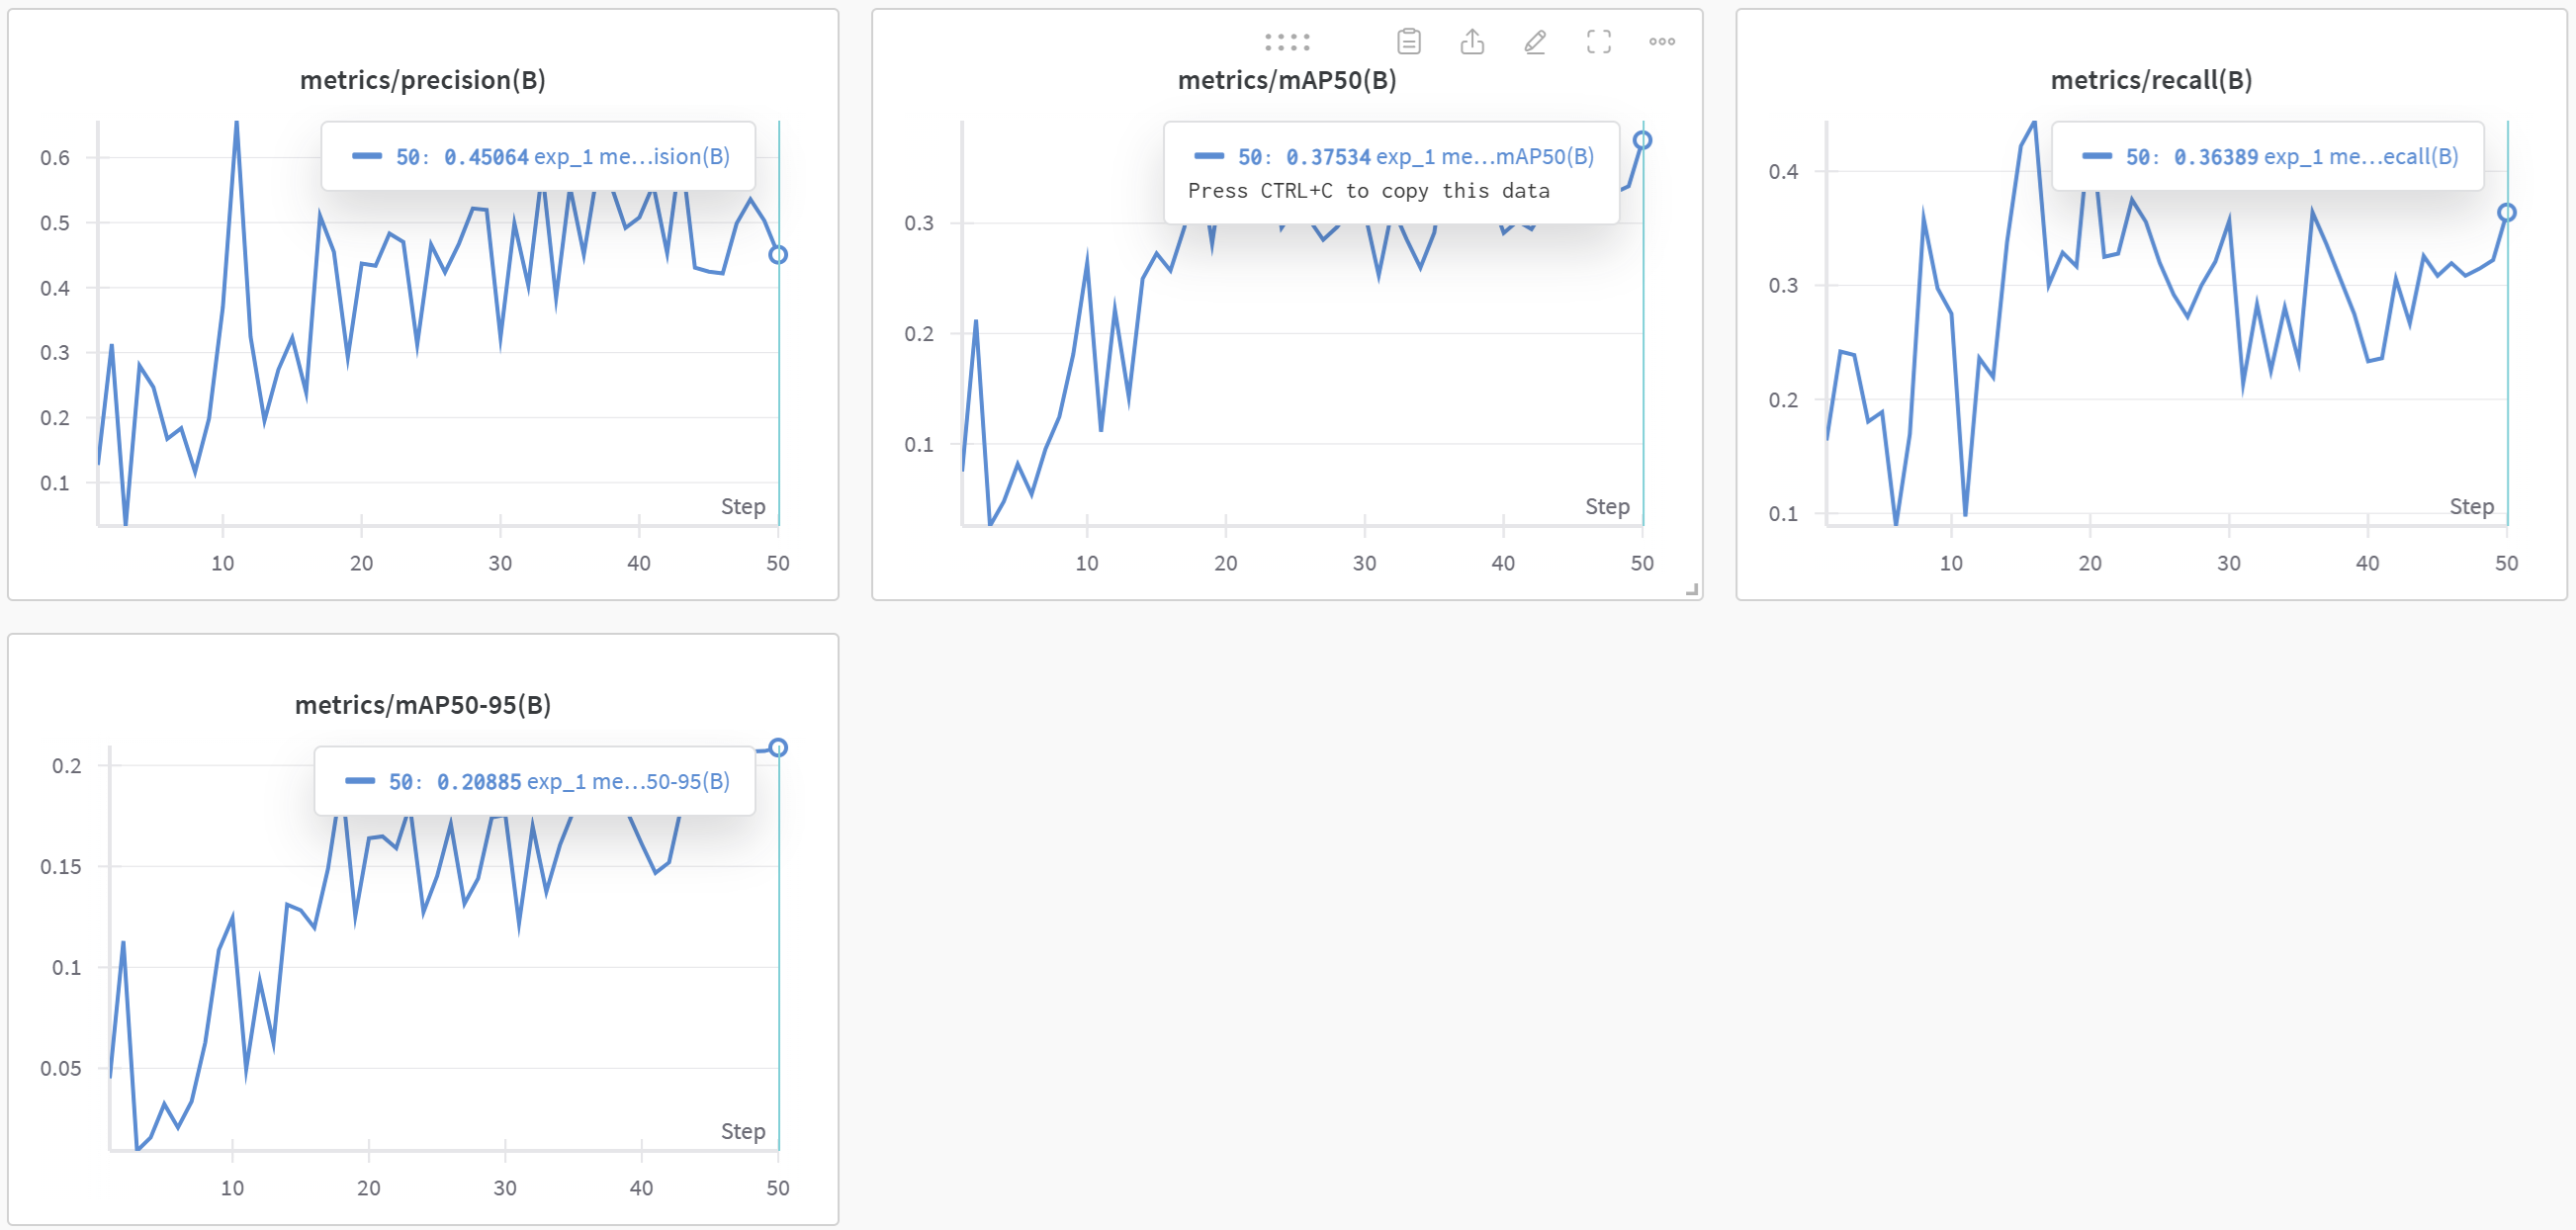 metrics/precision(B)
50: 0.45064 exp_1 me...ision(B)
0.6
0.5
0.4
0.3
0.2
0.1
Step
10 20 30 40 50
metrics/mAP50(B)
50: 0.37534 exp_1 me...mAP50(B)
Press CTRL+C to copy this data
0.3
0.2
0.1
Step
10 20 30 40 50
metrics/recall(B)
50: 0.36389 exp_1 me...ecall(B)
0.4
0.3
0.2
0.1
Step
10 20 30 40 50
metrics/mAP50-95(B)
50: 0.20885 exp_1 me...50-95(B)
0.2
0.15
0.1
0.05
Step
10 20 30 40 50